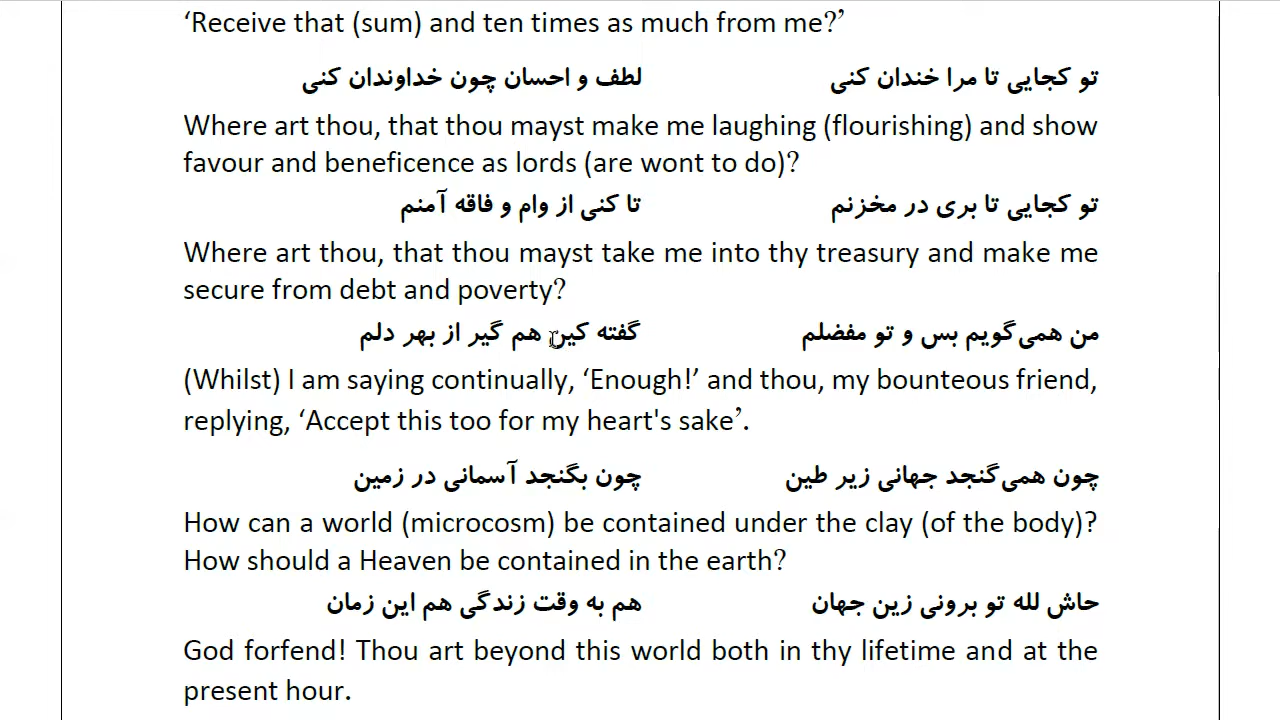 ‘Receive that (sum) and ten times as much from me?’
تو کجایی تا مرا خندان کنی لطف و احسان چون خداوندان کنی
Where art thou, that thou mayst make me laughing (flourishing) and show
favour and beneficence as lords (are wont to do)?
تو کجایی تا بری در مخزنم تا کنی از وام و فاقه آمنم
Where art thou, that thou mayst take me into thy treasury and make me
secure from debt and poverty?
من همی‌گویم بس و تو مفضلم گفته کین هم گیر از بهر دلم
(Whilst) I am saying continually, ‘Enough!’ and thou, my bounteous friend,
replying, ‘Accept this too for my heart's sake’.
چون همی‌گنجد جهانی زیر طین چون بگنجد آسمانی در زمین
How can a world (microcosm) be contained under the clay (of the body)?
How should a Heaven be contained in the earth?
حاش لله تو برونی زین جهان هم به وقت زندگی هم این زمان
God forfend! Thou art beyond this world both in thy lifetime and at the
present hour.